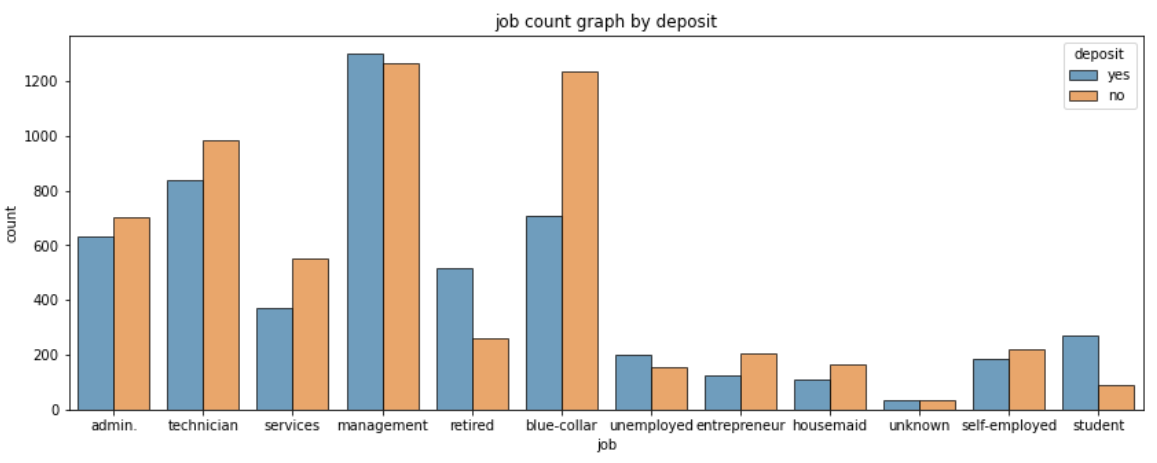 job count graph by deposit
deposit
yes
no
1200
1000
800
600
400
200
0
count
admin. technician services management retired blue-collar unemployed entrepreneur housemaid unknown self-employed student
job